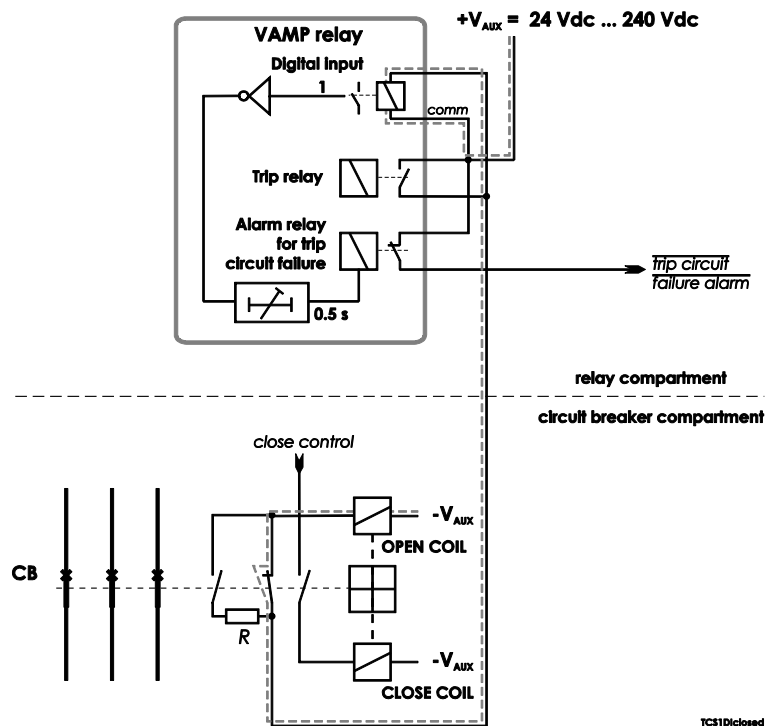 VAMP relay
+VAUX = 24 Vdc ... 240 Vdc
Digital input
1
comm
Trip relay
Alarm relay
for trip
circuit failure
0.5 s
trip circuit
failure alarm
relay compartment
circuit breaker compartment
close control
-VAUX
OPEN COIL
CB
R
-VAUX
CLOSE COIL
TCS1DIclosed